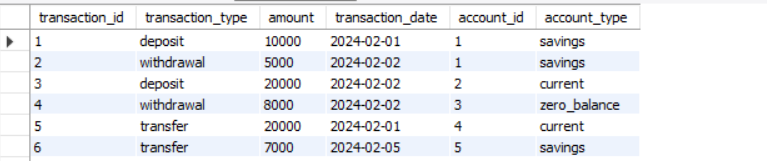 transaction_id transaction_type amount transaction_date account_id account_type
1 deposit 10000 2024-02-01 1 savings
2 withdrawal 5000 2024-02-02 1 savings
3 deposit 20000 2024-02-02 2 current
4 withdrawal 8000 2024-02-02 3 zero_balance
5 transfer 20000 2024-02-01 4 current
6 transfer 7000 2024-02-05 5 savings